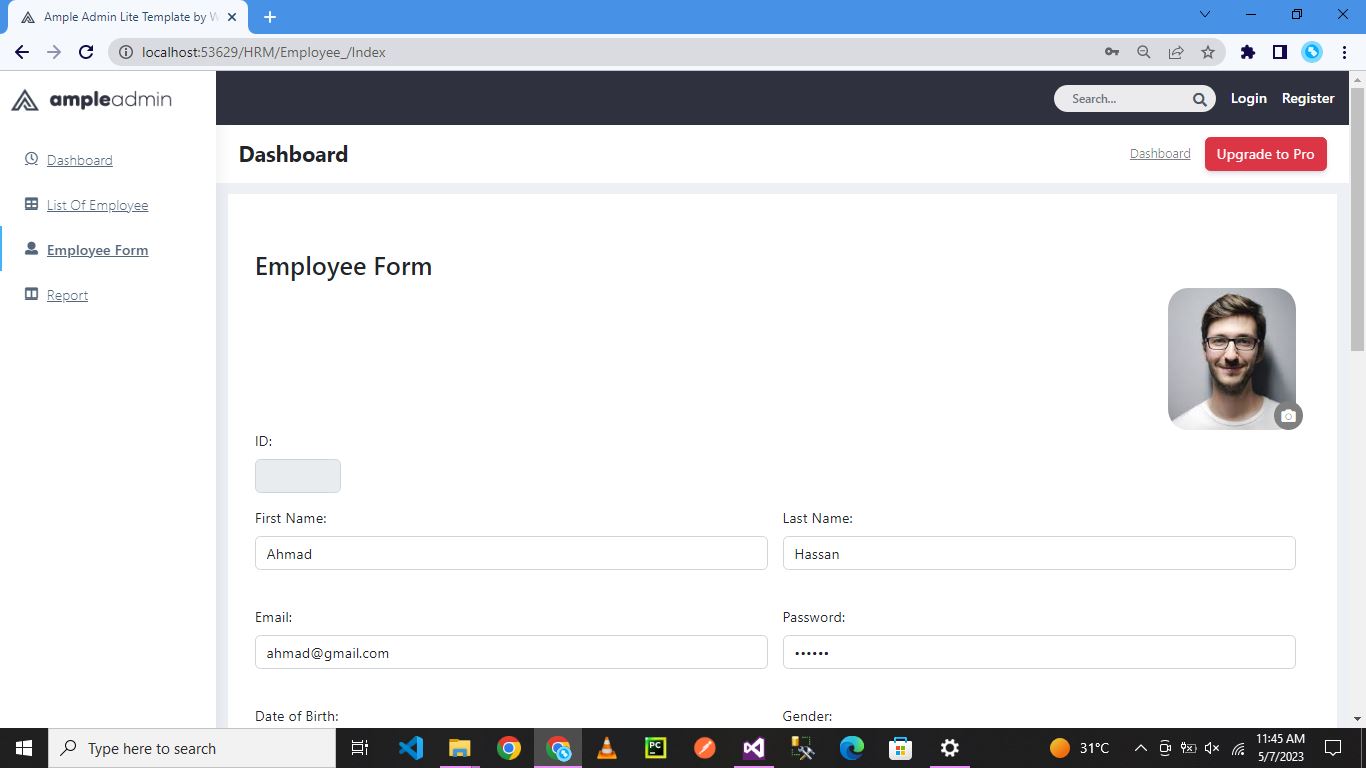 Ample Admin Lite Template by W
localhost:53629/HRM/Employee_/Index
ampleadmin
Search...
Login
Register
Dashboard
Dashboard
Upgrade to Pro
Dashboard
List Of Employee
Employee Form
Report
Employee Form
ID:
First Name:
Last Name:
Ahmad
Hassan
Email:
Password:
ahmad@gmail.com
••••••
Date of Birth:
Gender:
Type here to search
PC
31°C
11:45 AM
5/7/2023